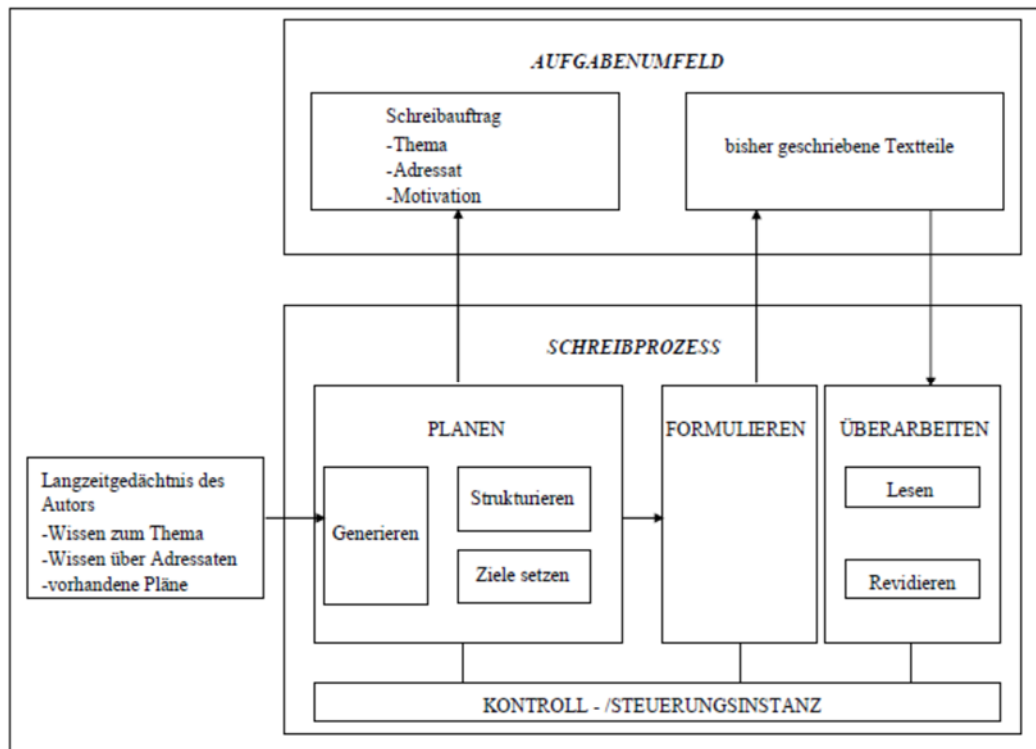 AUFGABENUMFELD
Schreibauftrag
-Thema
-Adressat
-Motivation
bisher geschriebene Textteile
SCHREIBPROZESS
PLANEN
FORMULIEREN
ÜBERARBEITEN
Langzeitgedächtnis des
Autors
-Wissen zum Thema
-Wissen über Adressaten
-vorhandene Pläne
Generieren
Strukturieren
Ziele setzen
Lesen
Revidieren
KONTROLL - /STEUERUNGSINSTANZ